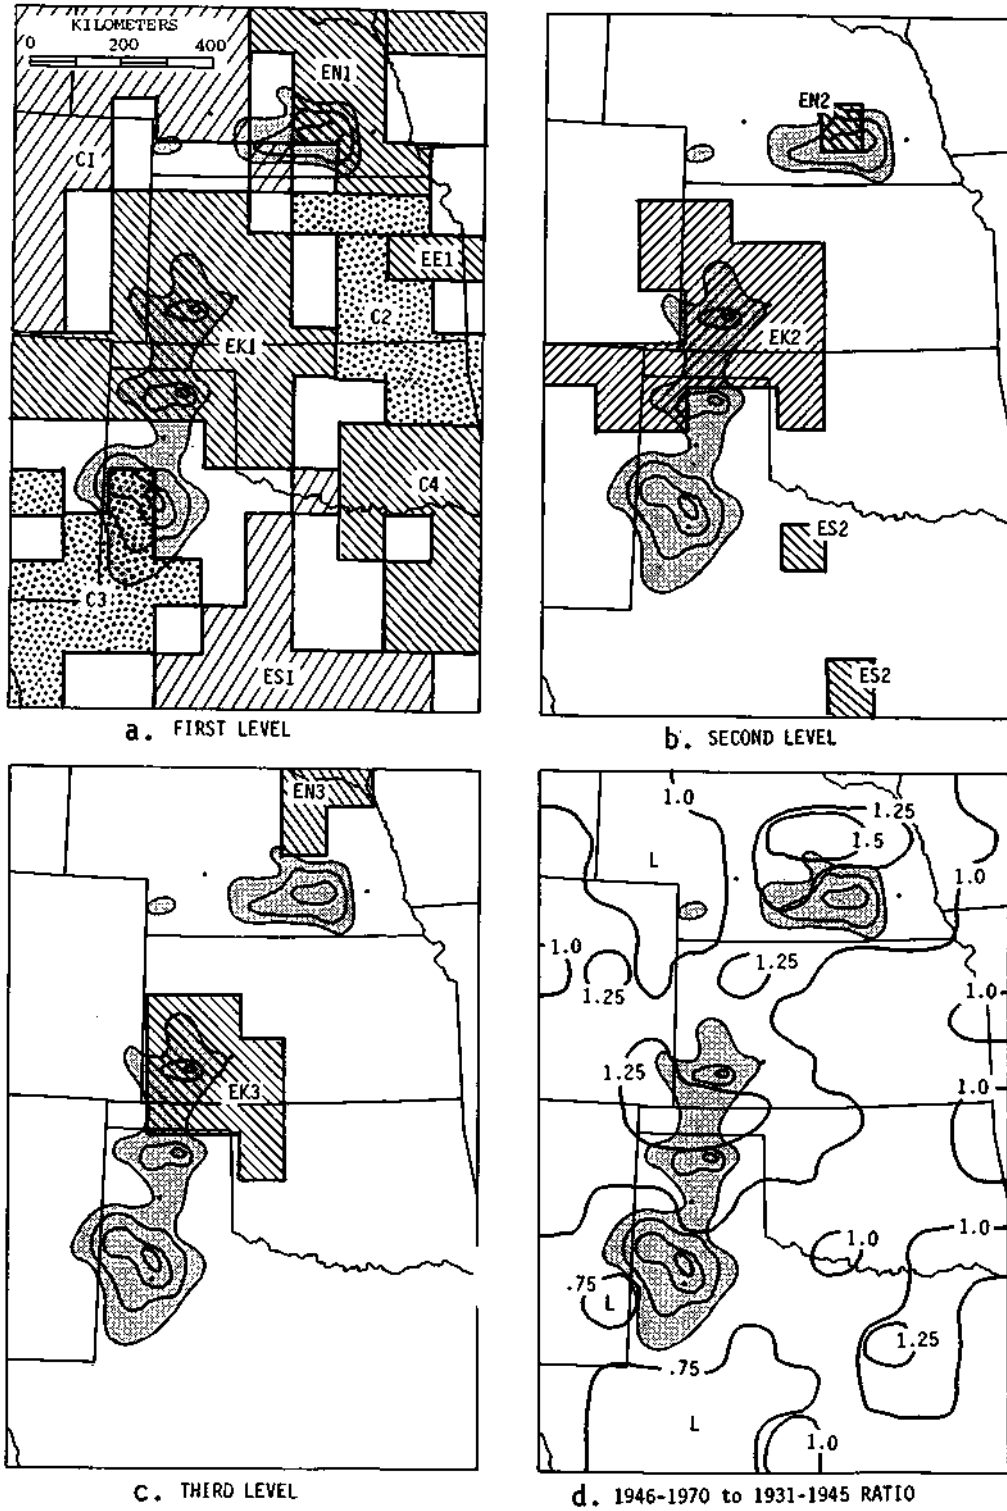 KILOMETERS
0 200 400
EN1
CI
EE1
C2
EK1
C4
C3
ESI
a. FIRST LEVEL
EN2
EK2
ES2
ES2
b. SECOND LEVEL
EN3
EK3
c. THIRD LEVEL
1.0
1.25
1.5
L
1.0
1.0
1.25
1.25
1.0
1.25
1.0
1.0
1.0
.75
L
1.25
.75
L
1.0
d. 1946-1970 to 1931-1945 RATIO